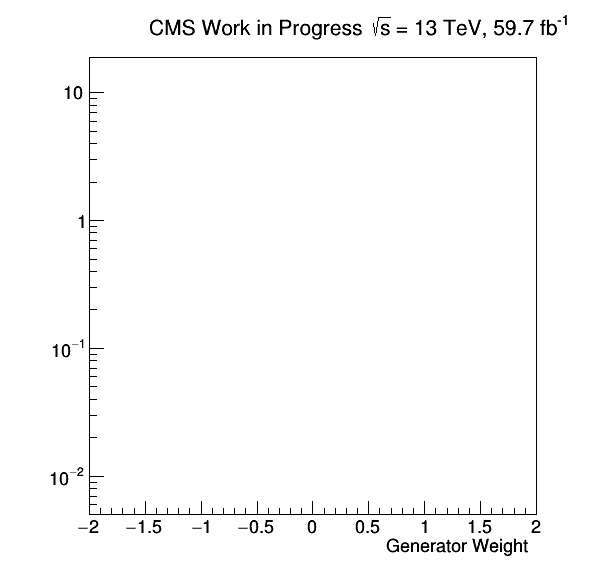 CMS Work in Progress √s = 13 TeV, 59.7 fb⁻¹
10
1
10⁻¹
10⁻²
−2 −1.5 −1 −0.5 0 0.5 1 1.5 2
Generator Weight